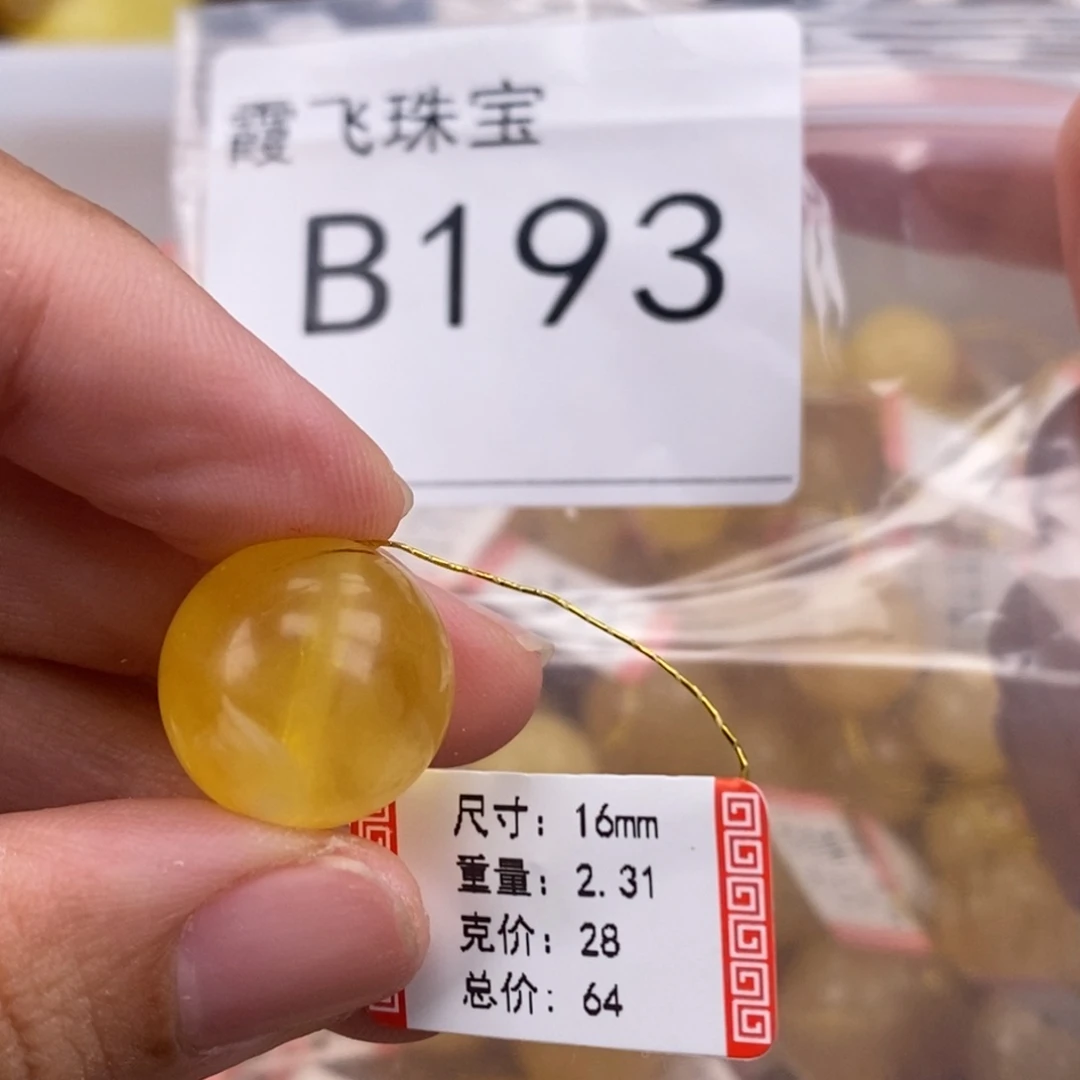 霞飞珠宝
B193
尺寸：16mm
重量：2.31
克价：28
总价：64